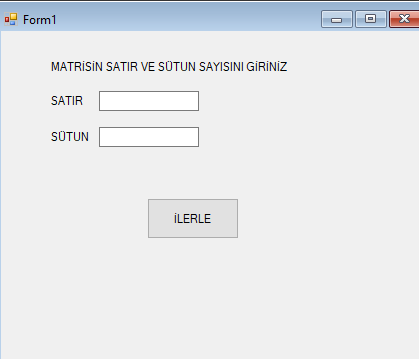 Form1
MATRİSİN SATIR VE SÜTUN SAYISINI GİRİNİZ
SATIR
SÜTUN
İLERLE